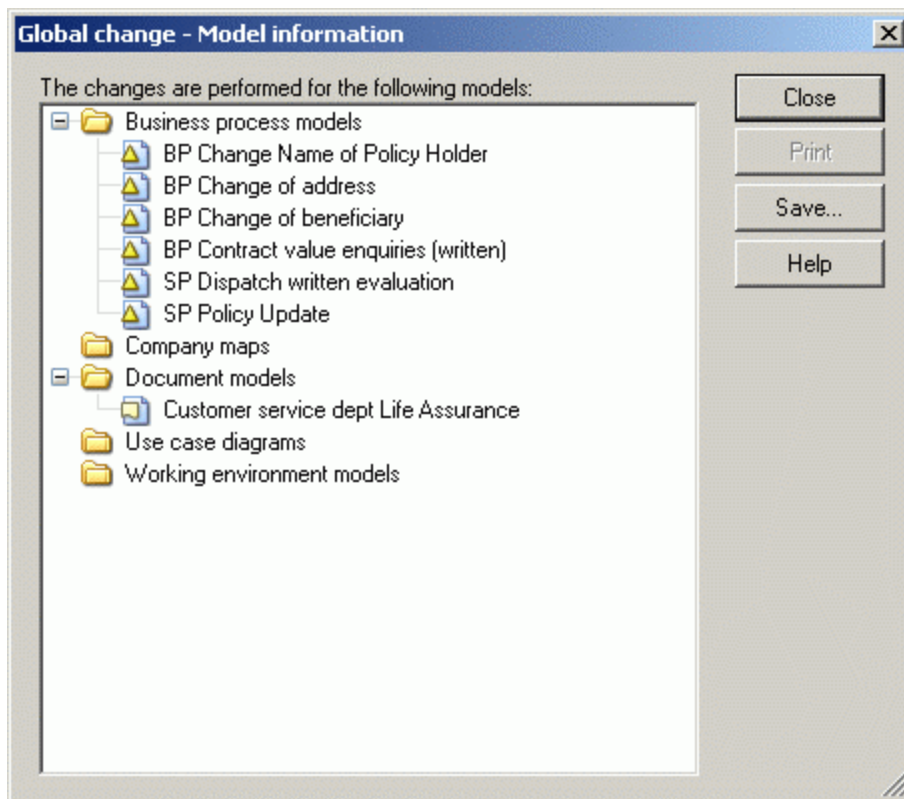 Global change - Model information
The changes are performed for the following models:
Business process models
BP Change Name of Policy Holder
BP Change of address
BP Change of beneficiary
BP Contract value enquiries (written)
SP Dispatch written evaluation
SP Policy Update
Company maps
Document models
Customer service dept Life Assurance
Use case diagrams
Working environment models
Close
Print
Save...
Help